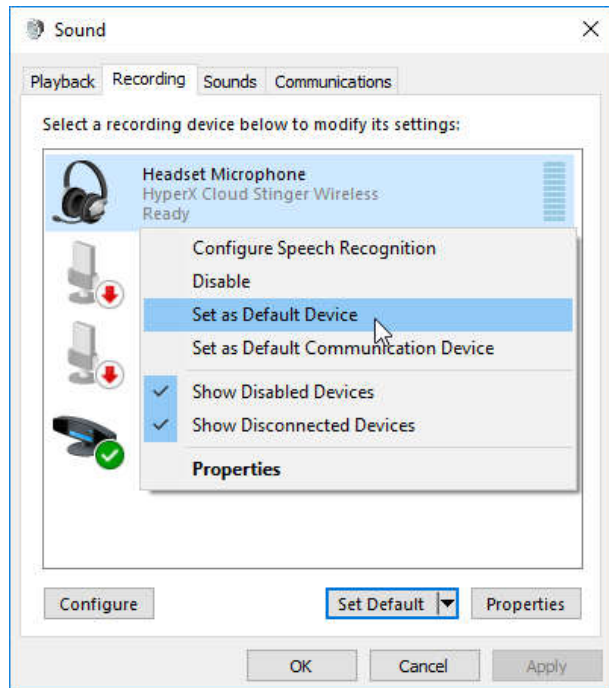 Sound
Playback Recording Sounds Communications
Select a recording device below to modify its settings:
Headset Microphone
HyperX Cloud Stinger Wireless
Ready
Configure Speech Recognition
Disable
Set as Default Device
Set as Default Communication Device
Show Disabled Devices
Show Disconnected Devices
Properties
Configure Set Default Properties
OK Cancel Apply